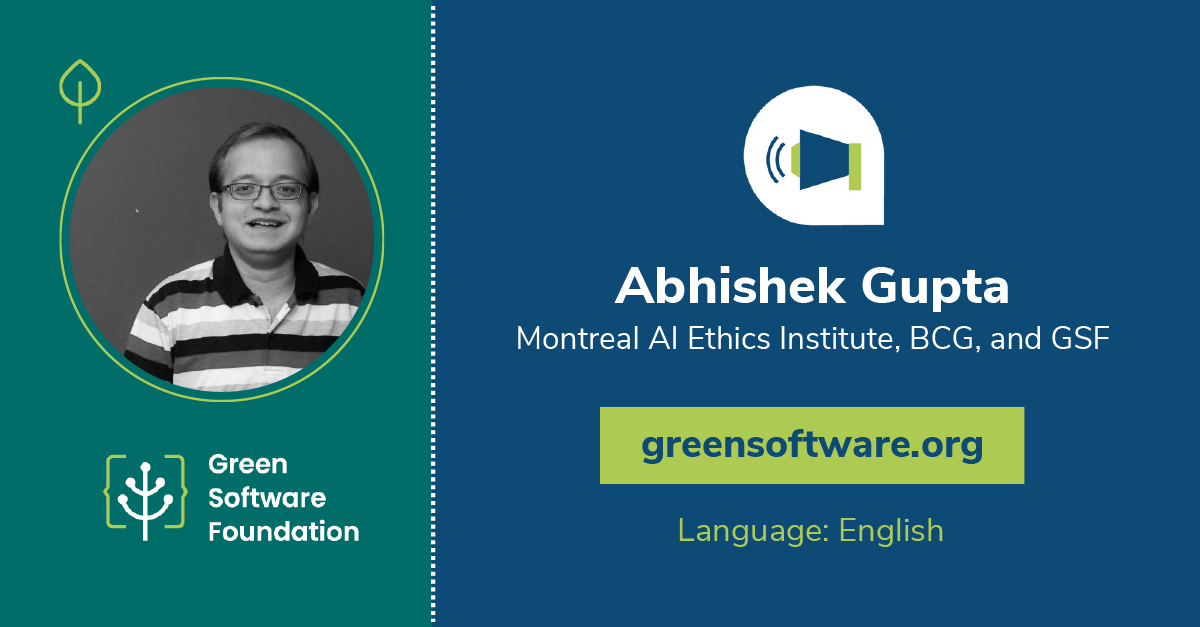 Green
Software
Foundation
Abhishek Gupta
Montreal AI Ethics Institute, BCG, and GSF
greensoftware.org
Language: English